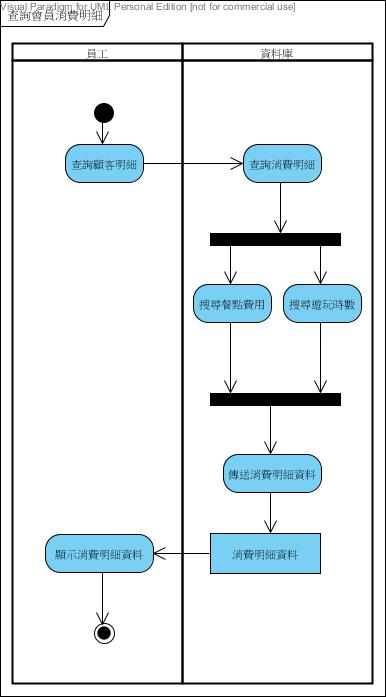 Visual Paradigm for UML Personal Edition [not for commercial use]
查詢會員消費明細
員工
資料庫
查詢顧客明細
查詢消費明細
搜尋餐點費用
搜尋遊玩時數
傳送消費明細資料
顯示消費明細資料
消費明細資料